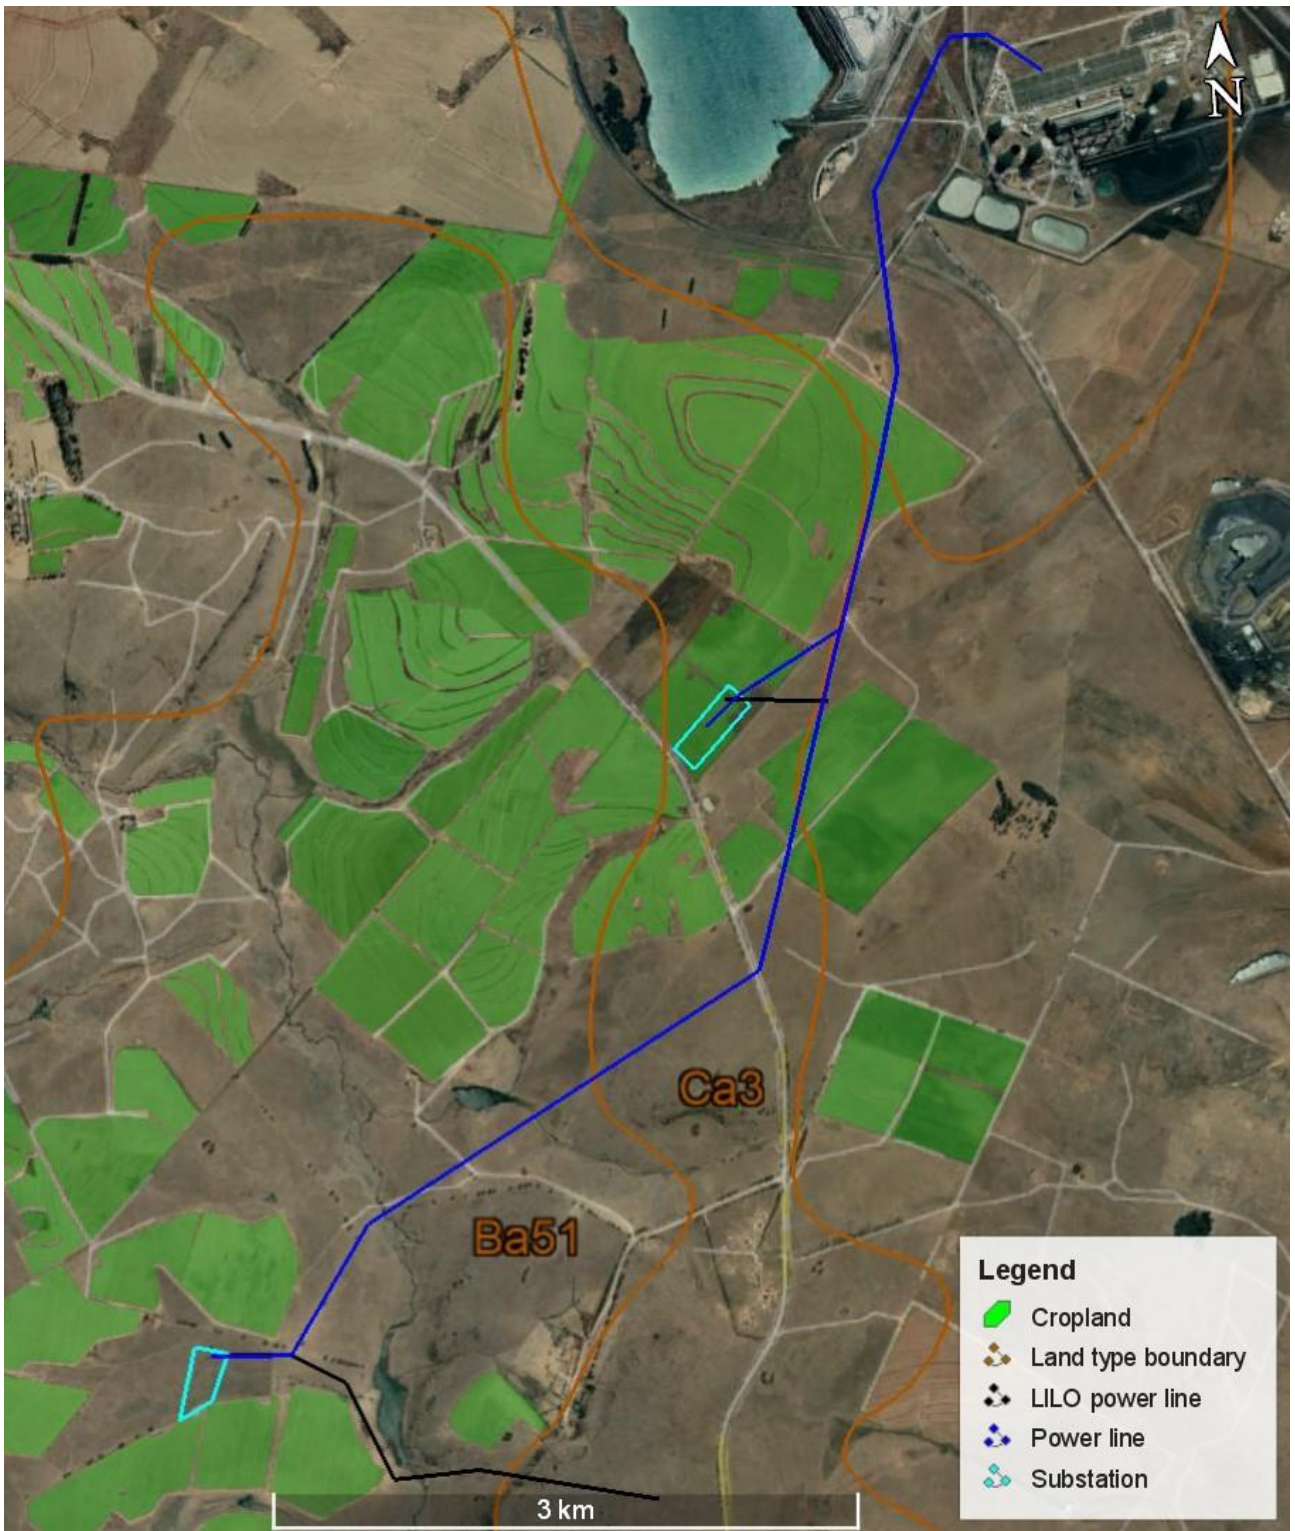 N
Ca3
Ba51
Legend
Cropland
Land type boundary
LILO power line
Power line
Substation
3 km